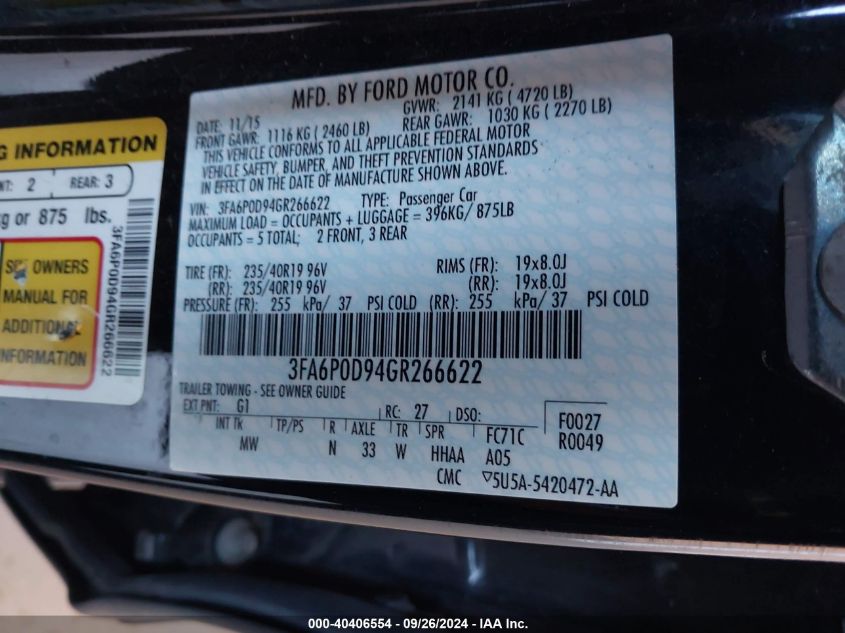 MFD. BY FORD MOTOR CO.
DATE: 11/15 GVWR: 2141 KG ( 4720 LB)
FRONT GAWR: 1116 KG ( 2460 LB) REAR GAWR: 1030 KG ( 2270 LB)
THIS VEHICLE CONFORMS TO ALL APPLICABLE FEDERAL MOTOR
VEHICLE SAFETY, BUMPER, AND THEFT PREVENTION STANDARDS
IN EFFECT ON THE DATE OF MANUFACTURE SHOWN ABOVE.
VIN: 3FA6P0D94GR266622 TYPE: Passenger Car
MAXIMUM LOAD = OCCUPANTS + LUGGAGE = 396KG/ 875LB
OCCUPANTS = 5 TOTAL; 2 FRONT, 3 REAR
TIRE (FR): 235/40R19 96V RIMS (FR): 19x8.0J
(RR): 235/40R19 96V (RR): 19x8.0J
PRESSURE (FR): 255 kPa/ 37 PSI COLD (RR): 255 kPa/ 37 PSI COLD
3FA6P0D94GR266622
TRAILER TOWING - SEE OWNER GUIDE
EXT PNT: G1 RC: 27 DSO: F0027
INT TK TP/PS R AXLE TR SPR FC71C R0049
MW N 33 W HHAA A05
CMC ▽5U5A-5420472-AA
G INFORMATION
NT: 2 REAR: 3
kg or 875 lbs.
SEE OWNERS
MANUAL FOR
ADDITIONAL
INFORMATION
3FA6P0D94GR266622
000-40406554 / 09/26/2024 - IAA Inc.